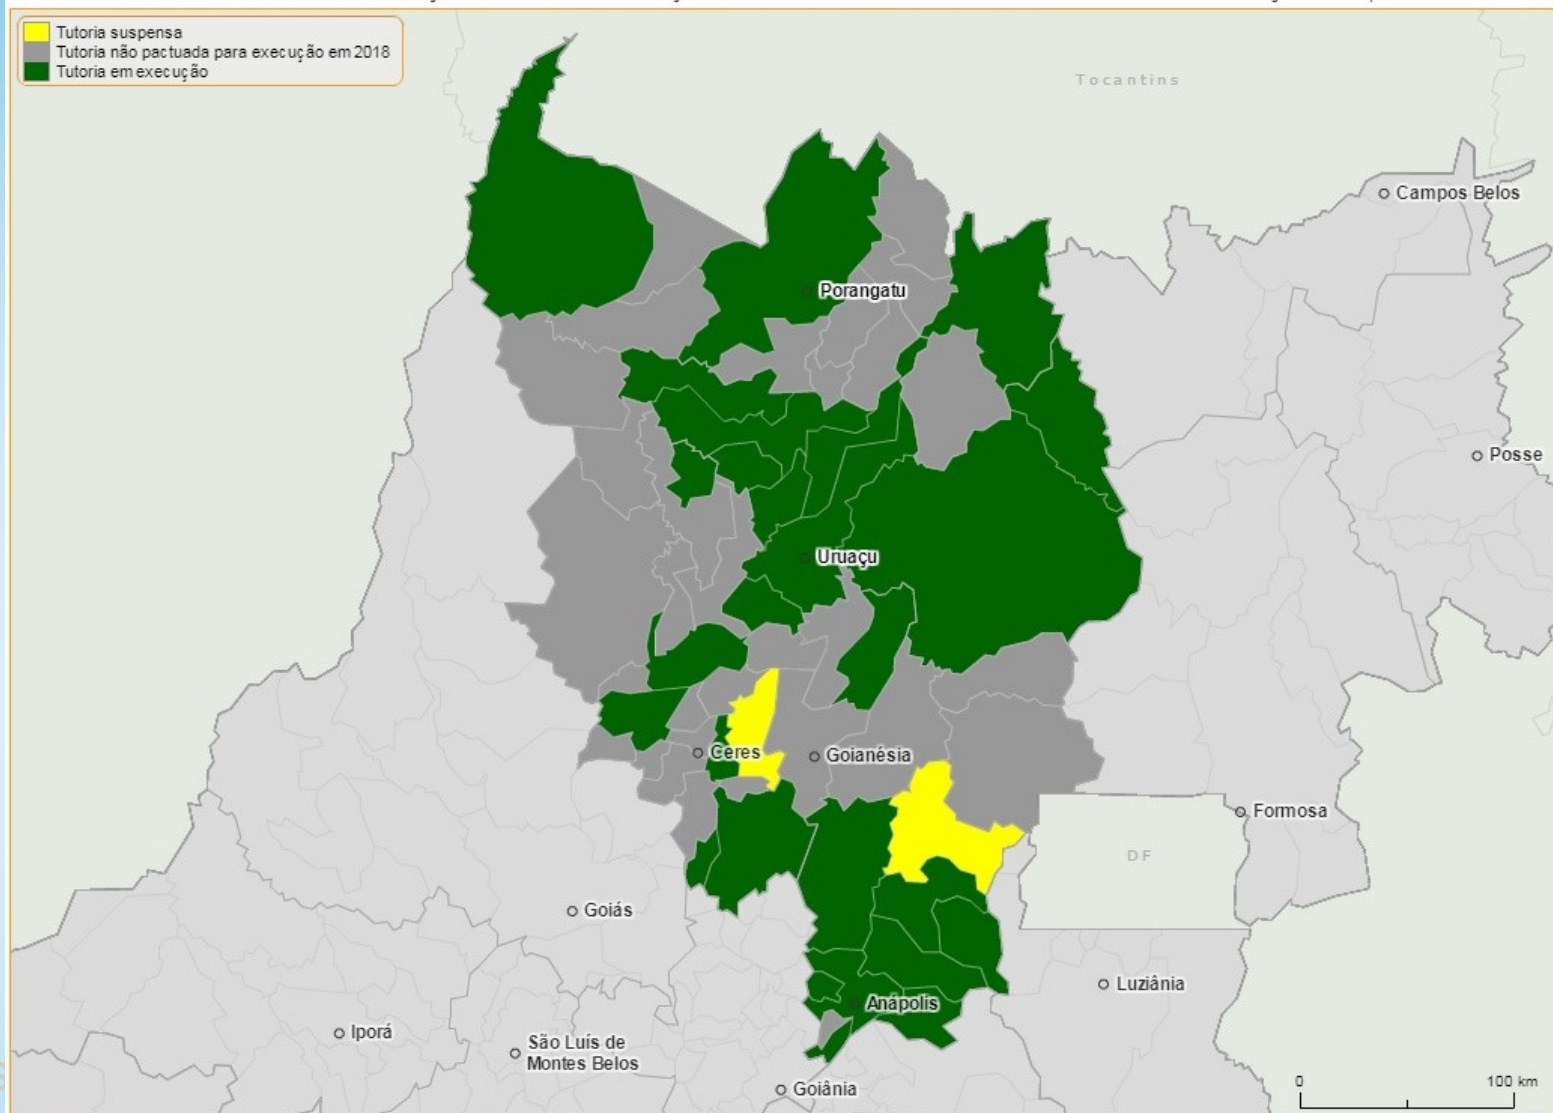 Tutoria suspensa
Tutoria não pactuada para execução em 2018
Tutoria em execução
Tocantins
Campos Belos
Porangatu
Posse
Uruaçu
Ceres
Goianésia
Formosa
DF
Goiás
Luziânia
Anápolis
Iporá
São Luís de
Montes Belos
Goiânia
0 100 km